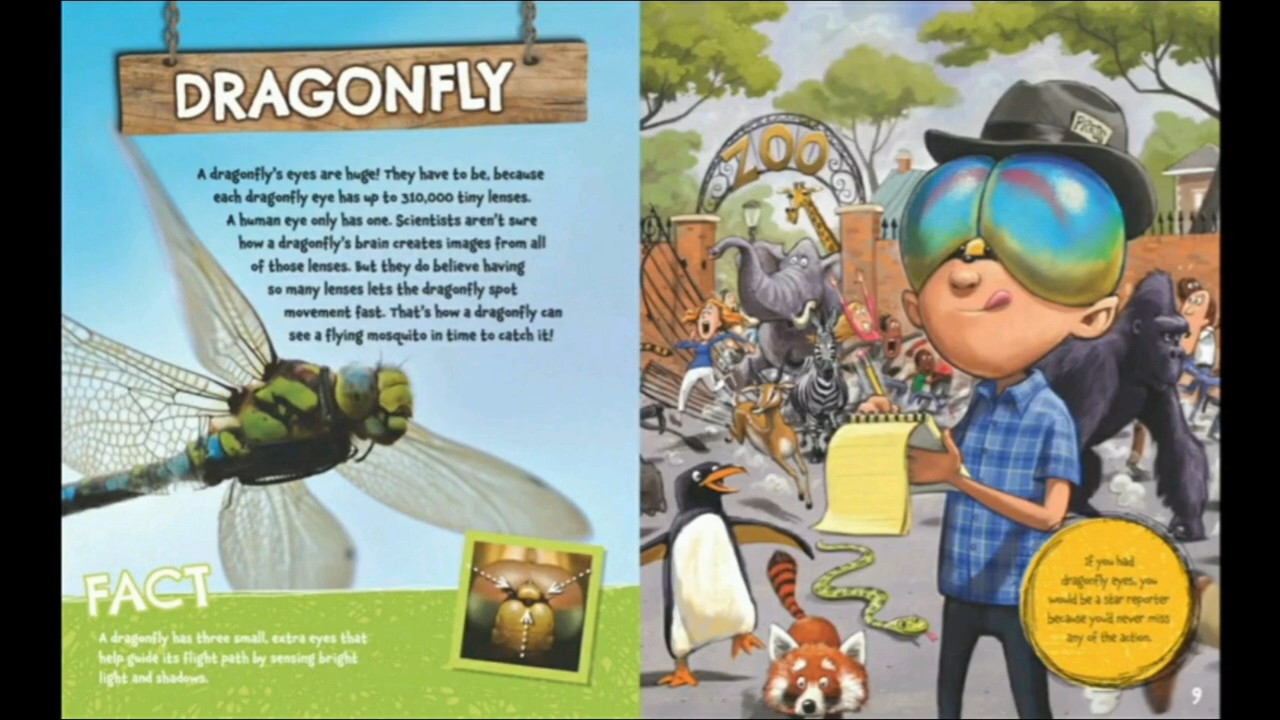 DRAGONFLY
A dragonfly's eyes are huge! They have to be, because
each dragonfly eye has up to 310,000 tiny lenses.
A human eye only has one. Scientists aren't sure
how a dragonfly's brain creates images from all
of those lenses. But they do believe having
so many lenses lets the dragonfly spot
movement fast. That's how a dragonfly can
see a flying mosquito in time to catch it!
FACT
A dragonfly has three small, extra eyes that
help guide its flight path by sensing bright
light and shadows.
ZOO
PRESS
If you had
dragonfly eyes, you
would be a star reporter
because you'd never miss
any of the action.
9